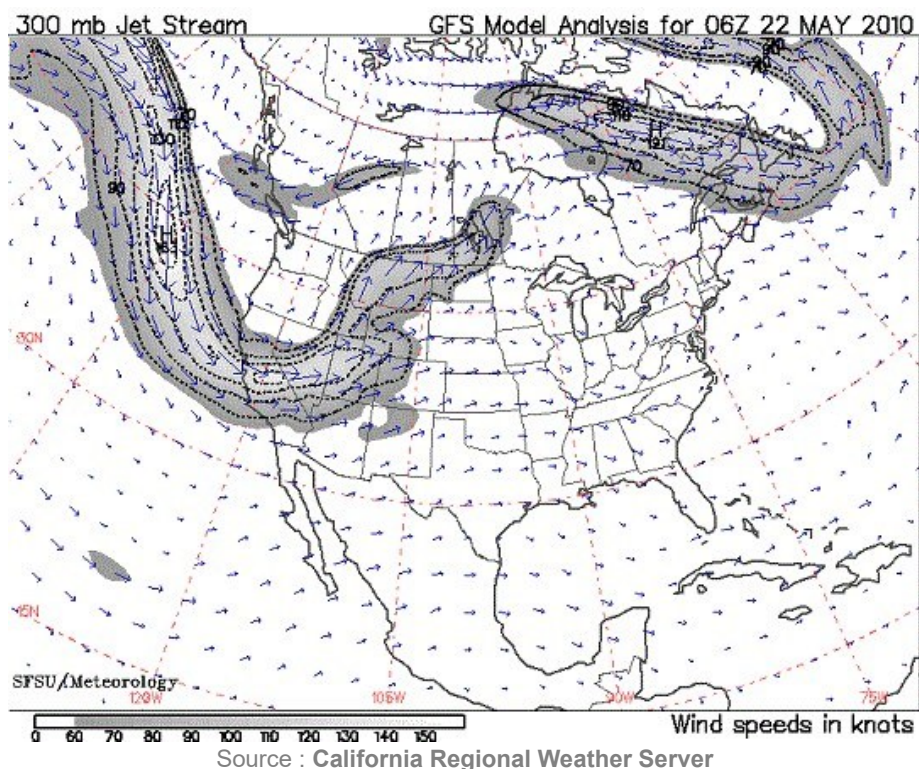 300 mb Jet Stream
GFS Model Analysis for 06Z 22 MAY 2010
90
70
H
30N
15N
SFSU/Meteorology
120W
105W
90W
75W
0 60 70 80 90 100 110 120 130 140 150
Wind speeds in knots
Source : California Regional Weather Server